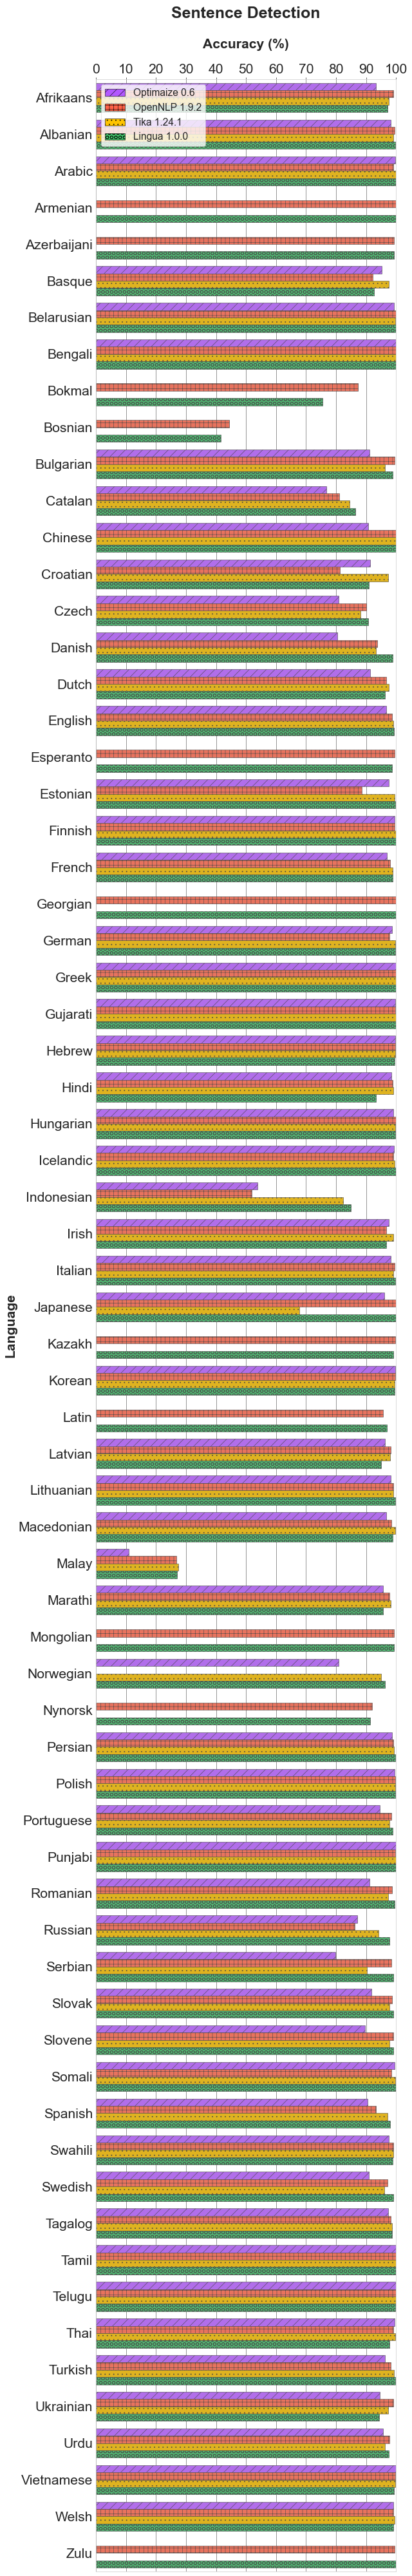 Sentence Detection
Accuracy (%)
0 10 20 30 40 50 60 70 80 90 100
Optimaize 0.6
OpenNLP 1.9.2
Tika 1.24.1
Lingua 1.0.0
Language
Afrikaans
Albanian
Arabic
Armenian
Azerbaijani
Basque
Belarusian
Bengali
Bokmal
Bosnian
Bulgarian
Catalan
Chinese
Croatian
Czech
Danish
Dutch
English
Esperanto
Estonian
Finnish
French
Georgian
German
Greek
Gujarati
Hebrew
Hindi
Hungarian
Icelandic
Indonesian
Irish
Italian
Japanese
Kazakh
Korean
Latin
Latvian
Lithuanian
Macedonian
Malay
Marathi
Mongolian
Norwegian
Nynorsk
Persian
Polish
Portuguese
Punjabi
Romanian
Russian
Serbian
Slovak
Slovene
Somali
Spanish
Swahili
Swedish
Tagalog
Tamil
Telugu
Thai
Turkish
Ukrainian
Urdu
Vietnamese
Welsh
Zulu